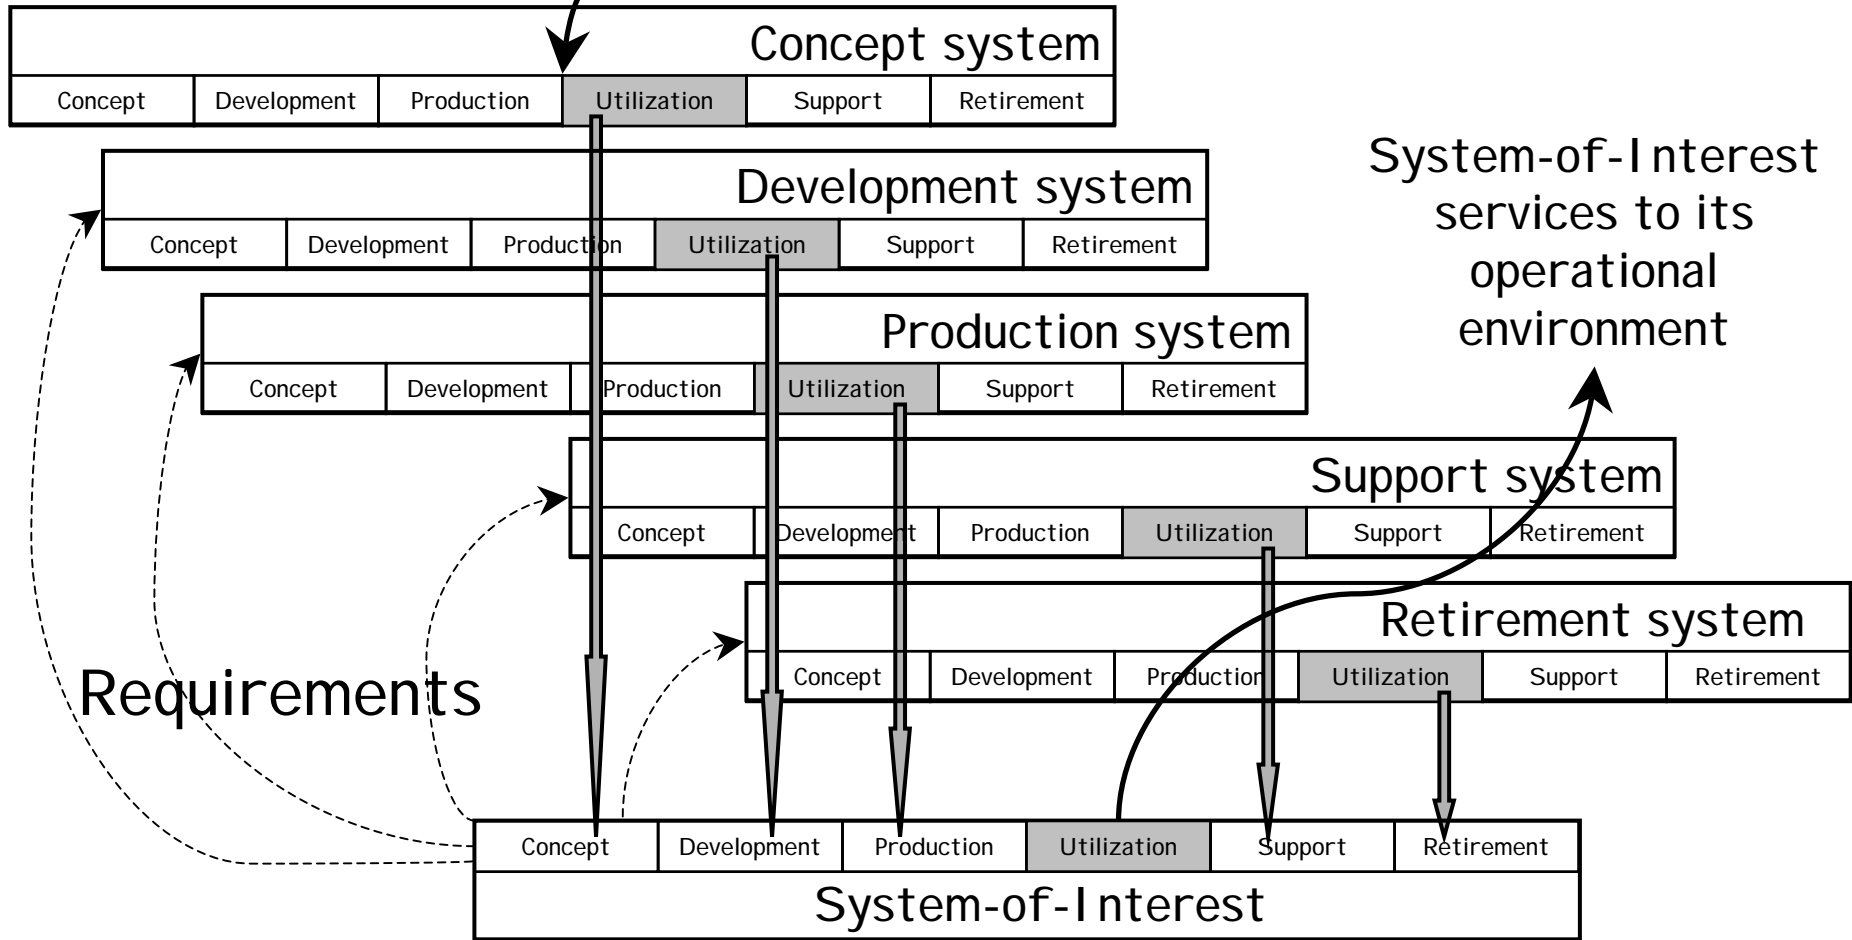 Concept system
Concept Development Production Utilization Support Retirement
Development system
Concept Development Production Utilization Support Retirement
System-of-Interest
services to its
operational
environment
Production system
Concept Development Production Utilization Support Retirement
Support system
Concept Development Production Utilization Support Retirement
Retirement system
Concept Development Production Utilization Support Retirement
Requirements
Concept Development Production Utilization Support Retirement
System-of-Interest